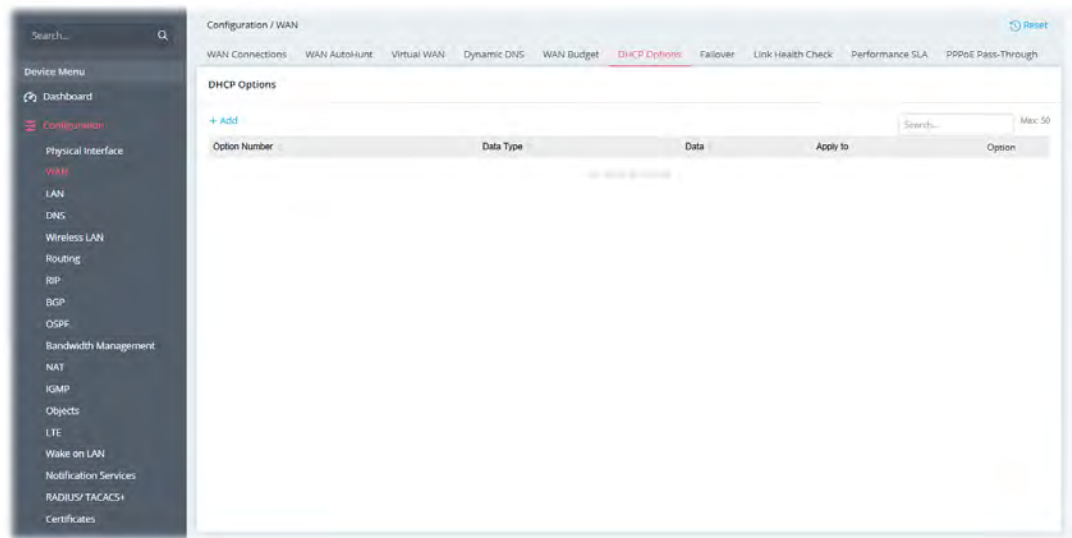 Search...
Device Menu
Dashboard
Configuration
Physical Interface
WAN
LAN
DNS
Wireless LAN
Routing
RIP
BGP
OSPF
Bandwidth Management
NAT
IGMP
Objects
LTE
Wake on LAN
Notification Services
RADIUS/ TACACS+
Certificates
Configuration / WAN
Reset
WAN Connections WAN AutoHunt Virtual WAN Dynamic DNS WAN Budget DHCP Options Failover Link Health Check Performance SLA PPPoE Pass-Through
DHCP Options
+ Add
Search...
Max: 50
Option Number Data Type Data Apply to Option